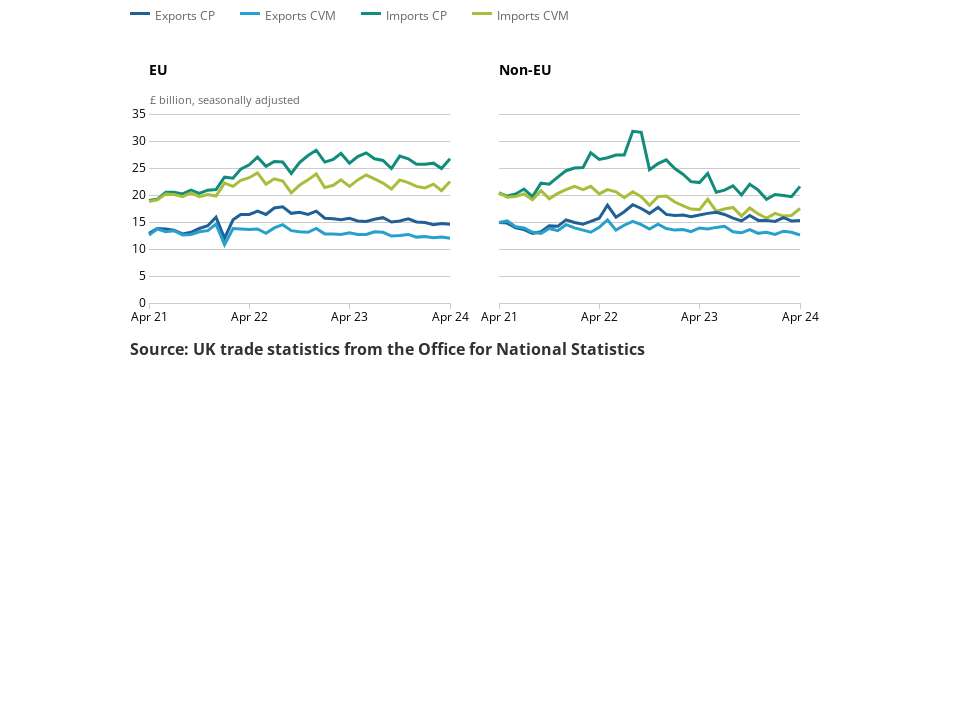 Exports CP Exports CVM Imports CP Imports CVM
EU Non-EU
£ billion, seasonally adjusted
35
30
25
20
15
10
5
0
Apr 21 Apr 22 Apr 23 Apr 24 Apr 21 Apr 22 Apr 23 Apr 24
Source: UK trade statistics from the Office for National Statistics